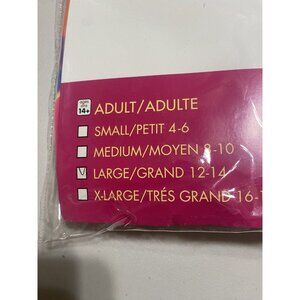 14+
ADULT/ADULTE
SMALL/PETIT 4-6
MEDIUM/MOYEN 8-10
LARGE/GRAND 12-14
X-LARGE/TRÉS GRAND 16-